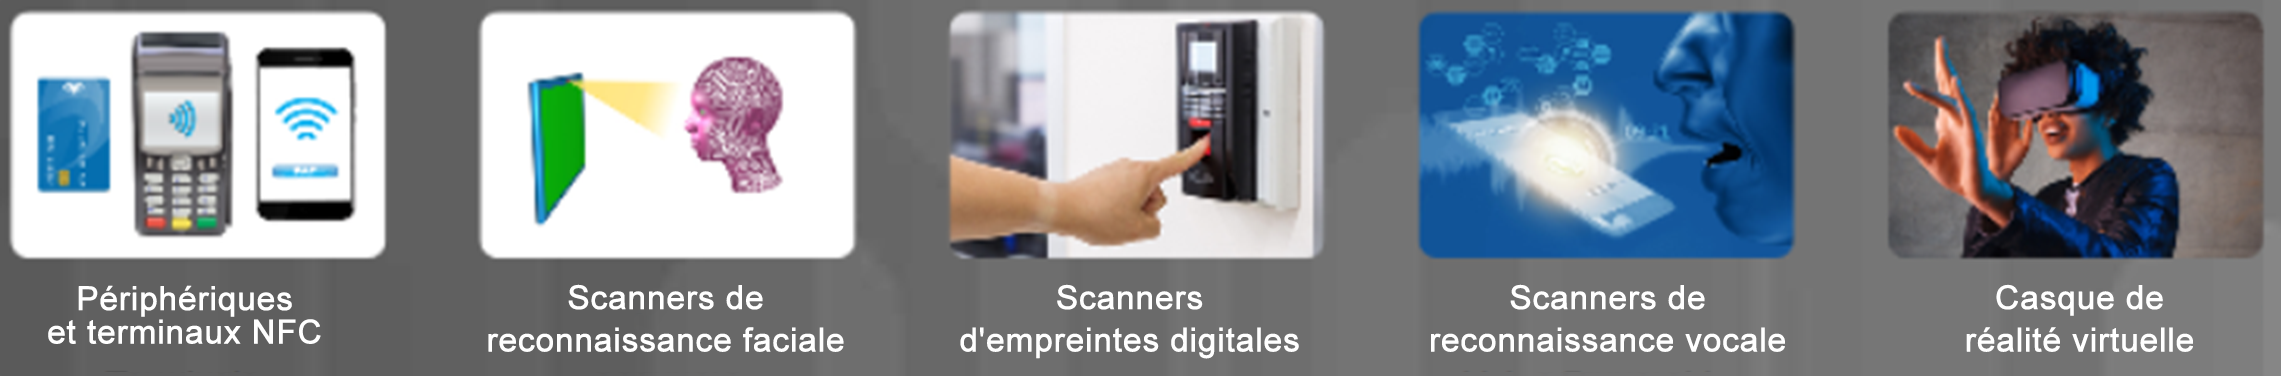 Périphériques
et terminaux NFC
Scanners de
reconnaissance faciale
Scanners
d'empreintes digitales
Scanners de
reconnaissance vocale
Casque de
réalité virtuelle